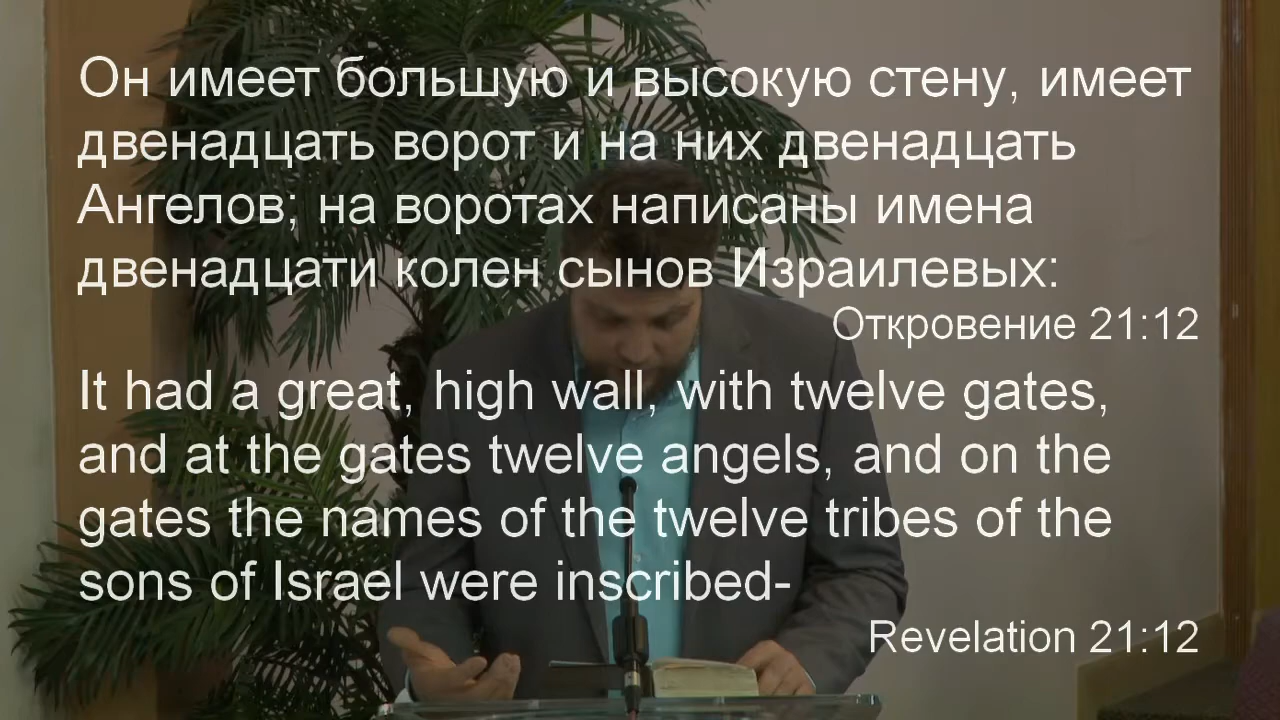 Он имеет большую и высокую стену, имеет
двенадцать ворот и на них двенадцать
Ангелов; на воротах написаны имена
двенадцати колен сынов Израилевых:
Откровение 21:12
It had a great, high wall, with twelve gates,
and at the gates twelve angels, and on the
gates the names of the twelve tribes of the
sons of Israel were inscribed-
Revelation 21:12